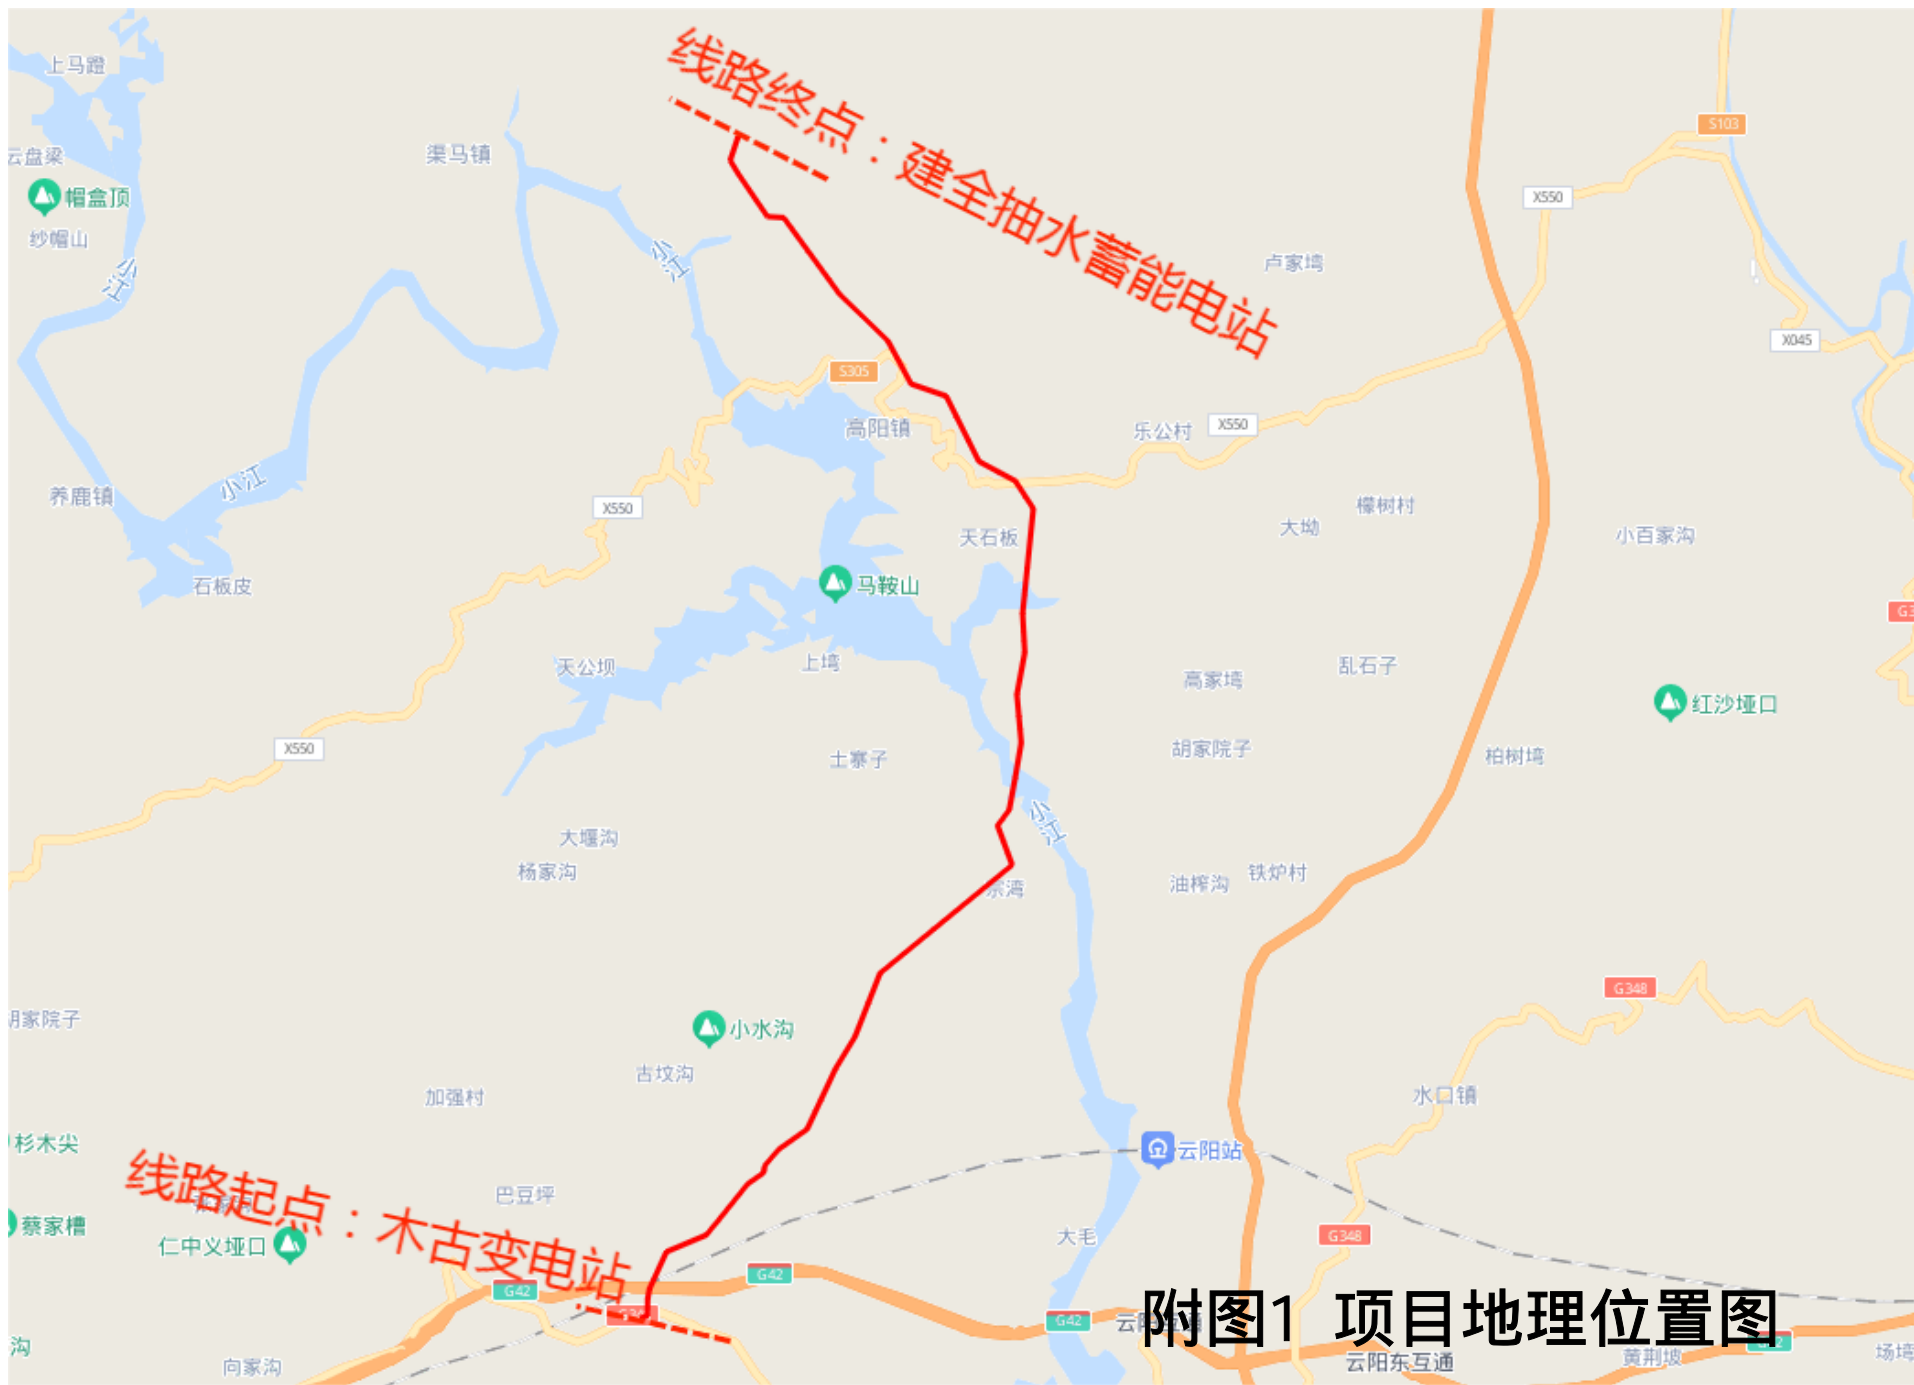 上马蹬
线路终点：建全抽水蓄能电站
S103
云盘梁
渠马镇
帽盒顶
X550
纱帽山
小江
小江
卢家塆
X045
S305
高阳镇
乐公村
X550
养鹿镇
小江
X550
檬树村
大坳
天石板
小百家沟
石板皮
马鞍山
天公坝
上塆
高家塆
乱石子
红沙垭口
X550
土寨子
胡家院子
柏树塆
小江
大堰沟
杨家沟
油榨沟
铁炉村
G348
胡家院子
小水沟
古坟沟
加强村
水口镇
杉木尖
云阳站
线路起点：木古变电站
巴豆坪
蔡家槽
仁中义垭口
大毛
G348
G42
G42
G42
附图1 项目地理位置图
沟
向家沟
云阳东互通
黄荆坡
场塆